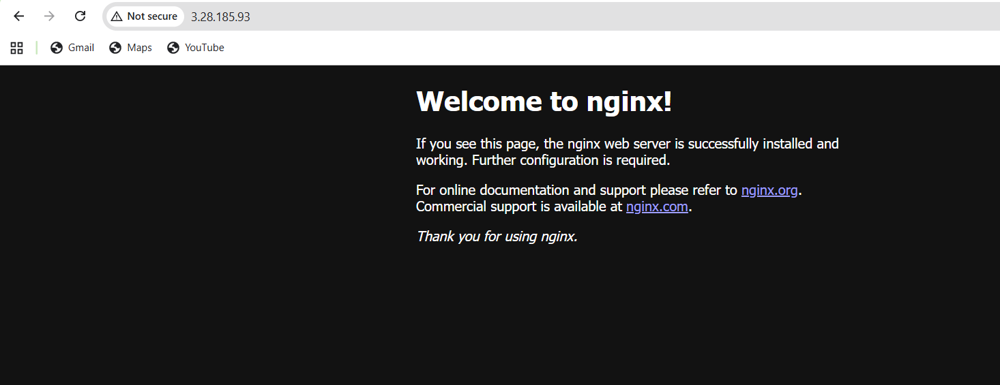 Not secure 3.28.185.93
Gmail Maps YouTube
Welcome to nginx!
If you see this page, the nginx web server is successfully installed and
working. Further configuration is required.
For online documentation and support please refer to nginx.org.
Commercial support is available at nginx.com.
Thank you for using nginx.